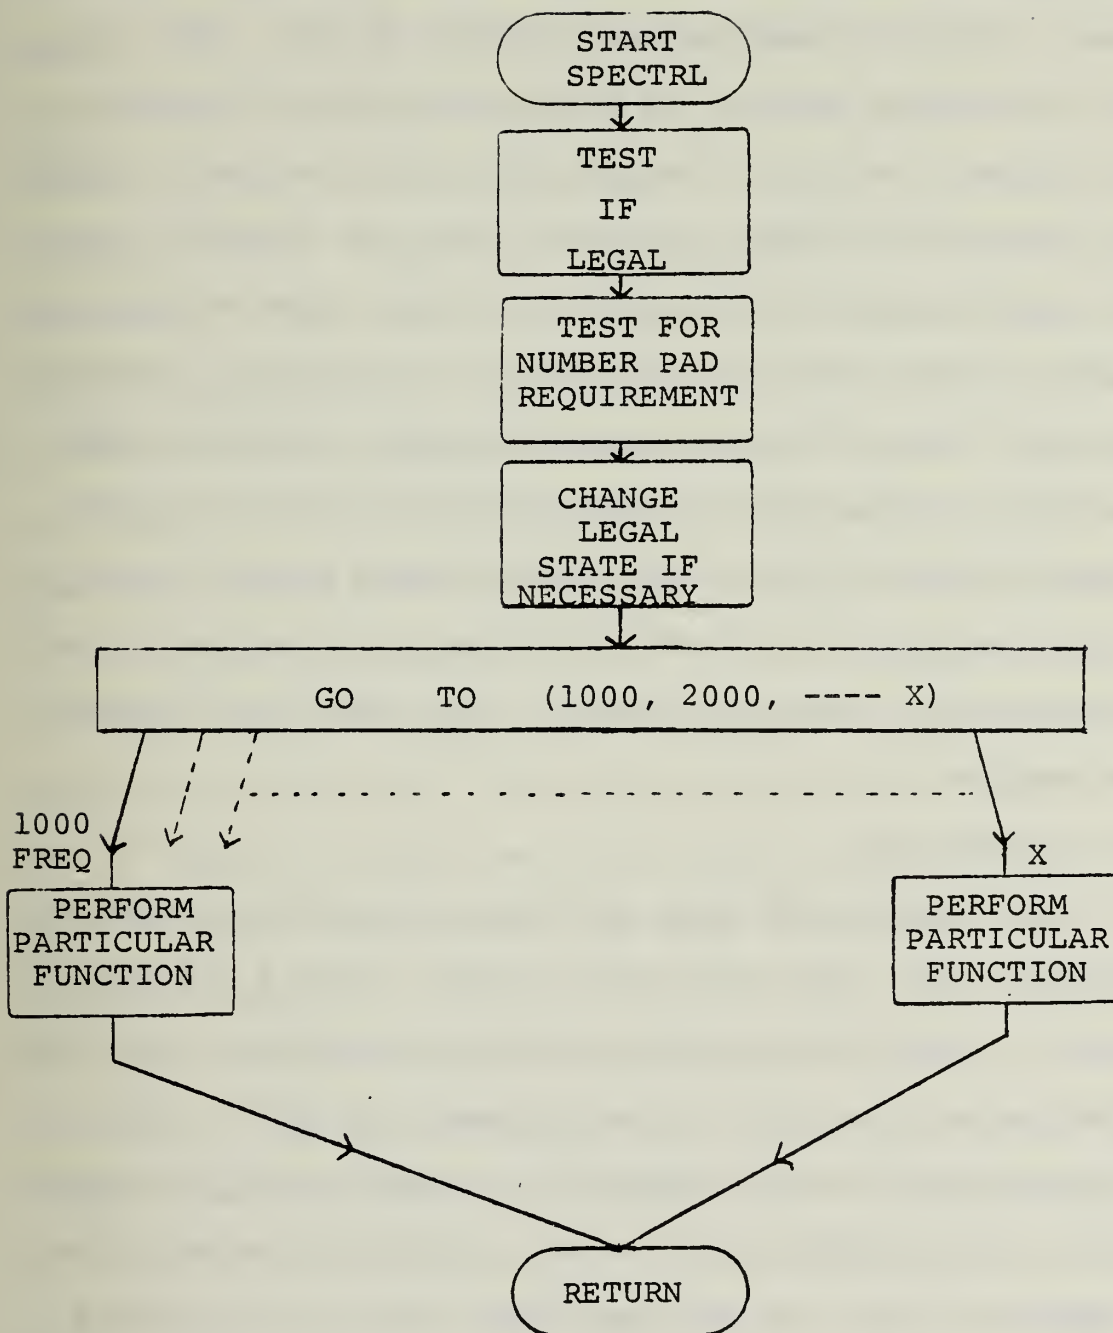 START
SPECTRL
TEST
IF
LEGAL
TEST FOR
NUMBER PAD
REQUIREMENT
CHANGE
LEGAL
STATE IF
NECESSARY
GO TO (1000, 2000, ---- X)
1000
FREQ
X
PERFORM
PARTICULAR
FUNCTION
PERFORM
PARTICULAR
FUNCTION
RETURN